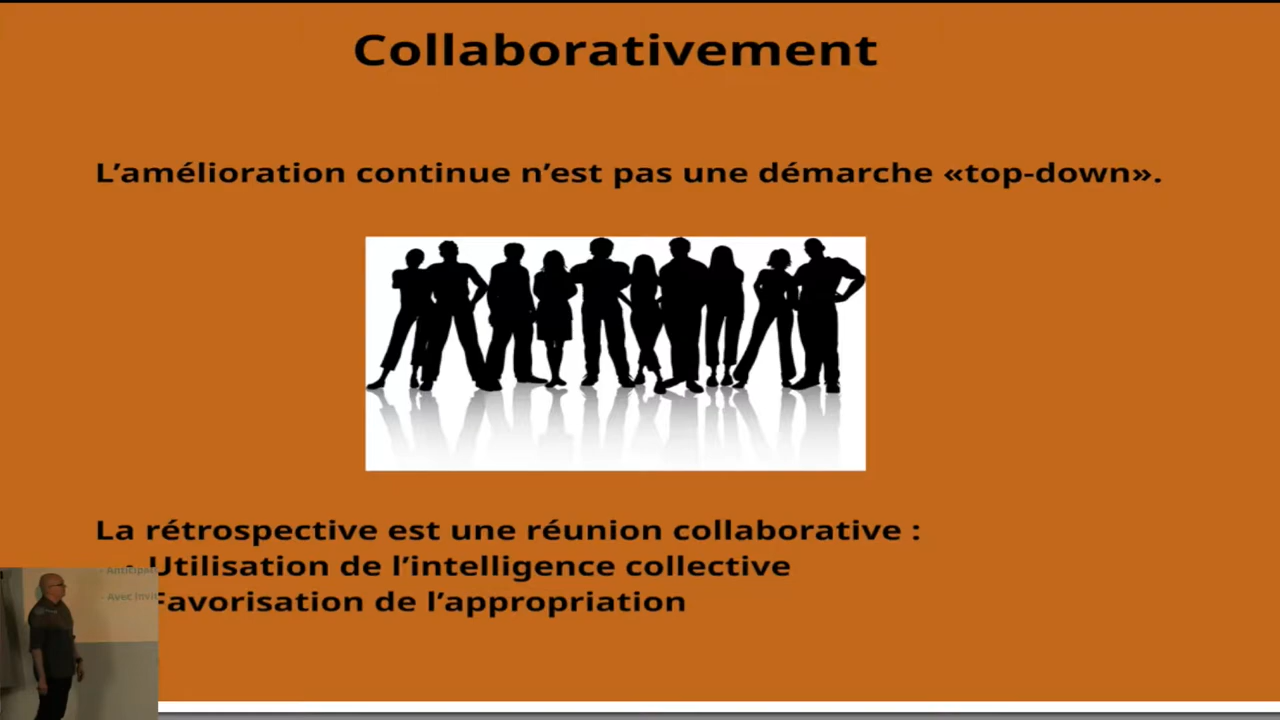 Collaborativement
L’amélioration continue n’est pas une démarche «top-down».
La rétrospective est une réunion collaborative :
- Utilisation de l’intelligence collective
Favorisation de l’appropriation
- Avec